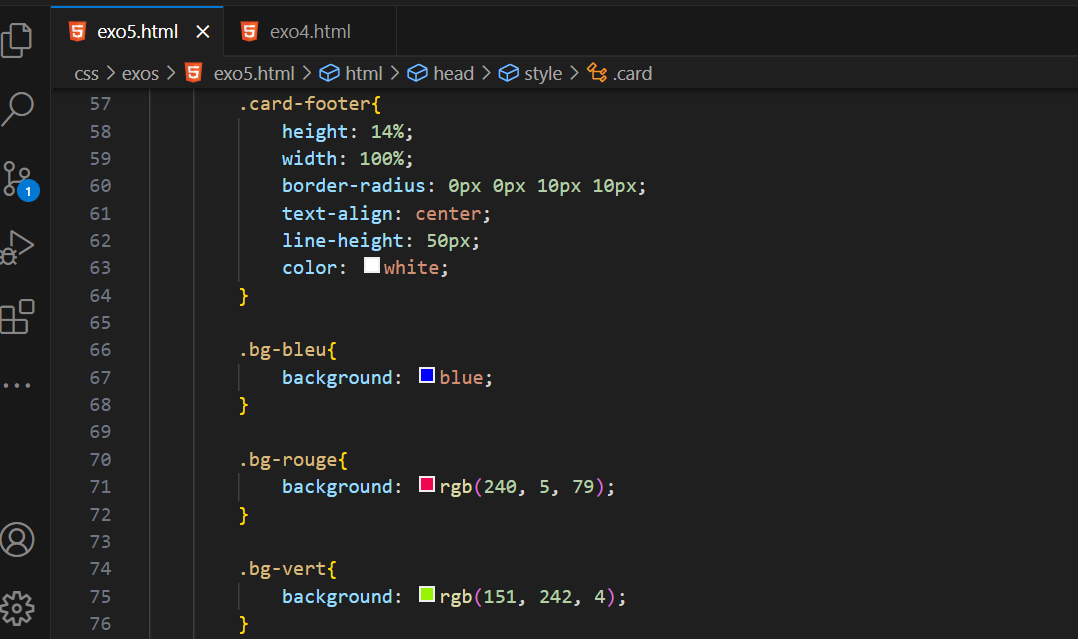 exo5.html
exo4.html
css > exos > exo5.html > html > head > style > .card
57 .card-footer{
58 height: 14%;
59 width: 100%;
60 border-radius: 0px 0px 10px 10px;
61 text-align: center;
62 line-height: 50px;
63 color: white;
64 }
65
66 .bg-bleu{
67 background: blue;
68 }
69
70 .bg-rouge{
71 background: rgb(240, 5, 79);
72 }
73
74 .bg-vert{
75 background: rgb(151, 242, 4);
76 }
1